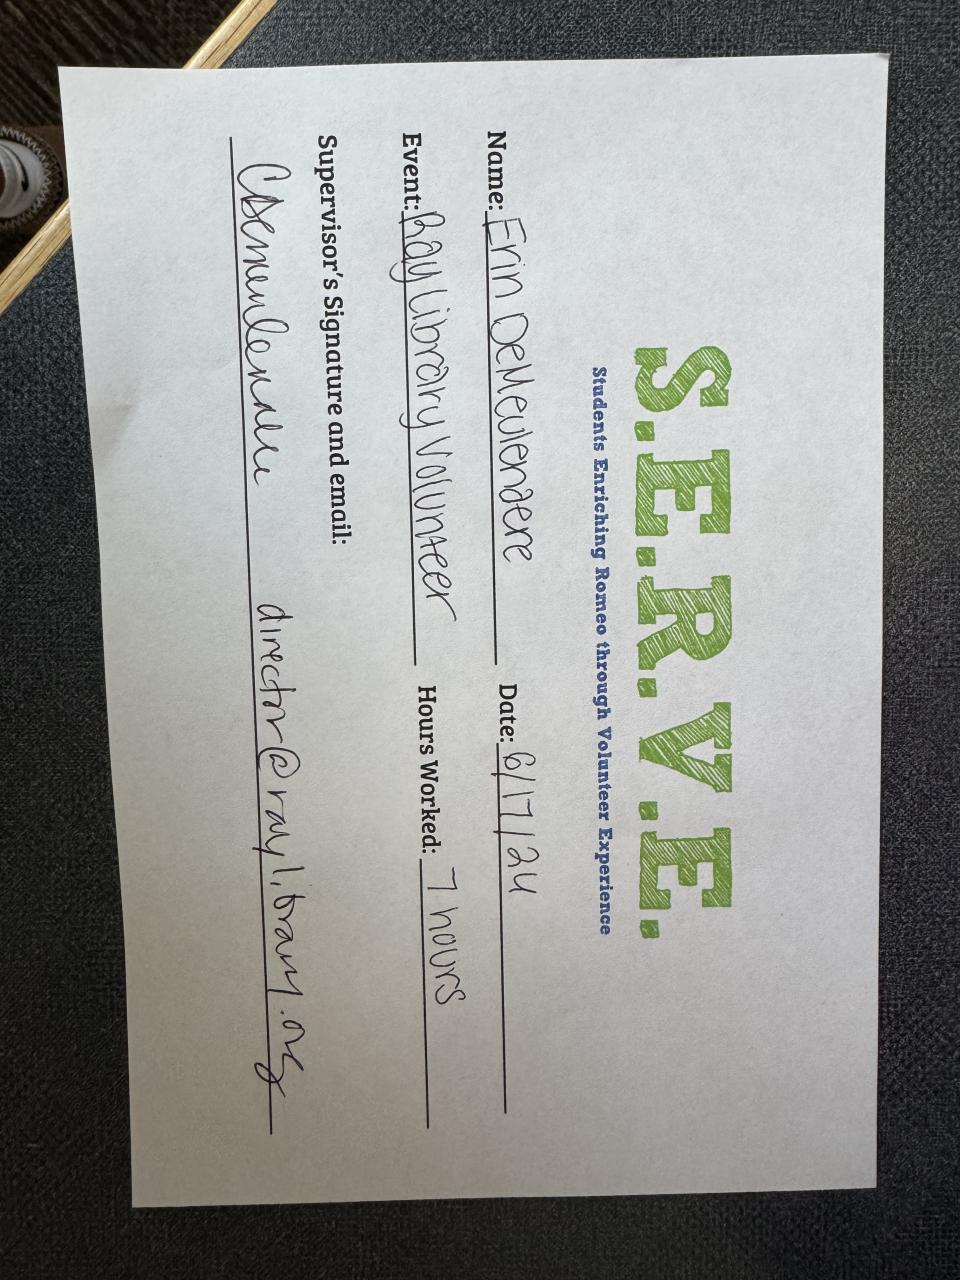 S.E.R.V.E.
Students Enriching Romeo through Volunteer Experience
Name: Erin DeMeulendere Date: 6/17/24
Event: Ray Library Volunteer Hours Worked: 7 hours
Supervisor's Signature and email:
director@raylibrary.org